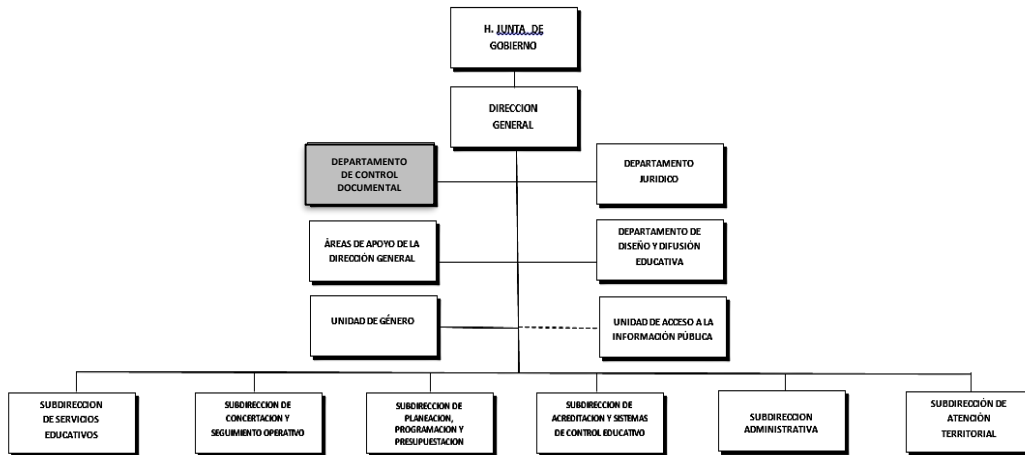 H. JUNTA DE
GOBIERNO
DIRECCION
GENERAL
DEPARTAMENTO
DE CONTROL
DOCUMENTAL
DEPARTAMENTO
JURIDICO
ÁREAS DE APOYO DE LA
DIRECCIÓN GENERAL
DEPARTAMENTO DE
DISEÑO Y DIFUSIÓN
EDUCATIVA
UNIDAD DE GÉNERO
UNIDAD DE ACCESO A LA
INFORMACIÓN PÚBLICA
SUBDIRECCION
DE SERVICIOS
EDUCATIVOS
SUBDIRECCION DE
CONCERTACION Y
SEGUIMIENTO OPERATIVO
SUBDIRECCION DE
PLANEACION,
PROGRAMACION Y
PRESUPUESTACION
SUBDIRECCION DE
ACREDITACION Y SISTEMAS
DE CONTROL EDUCATIVO
SUBDIRECCION
ADMINISTRATIVA
SUBDIRECCIÓN DE
ATENCIÓN
TERRITORIAL